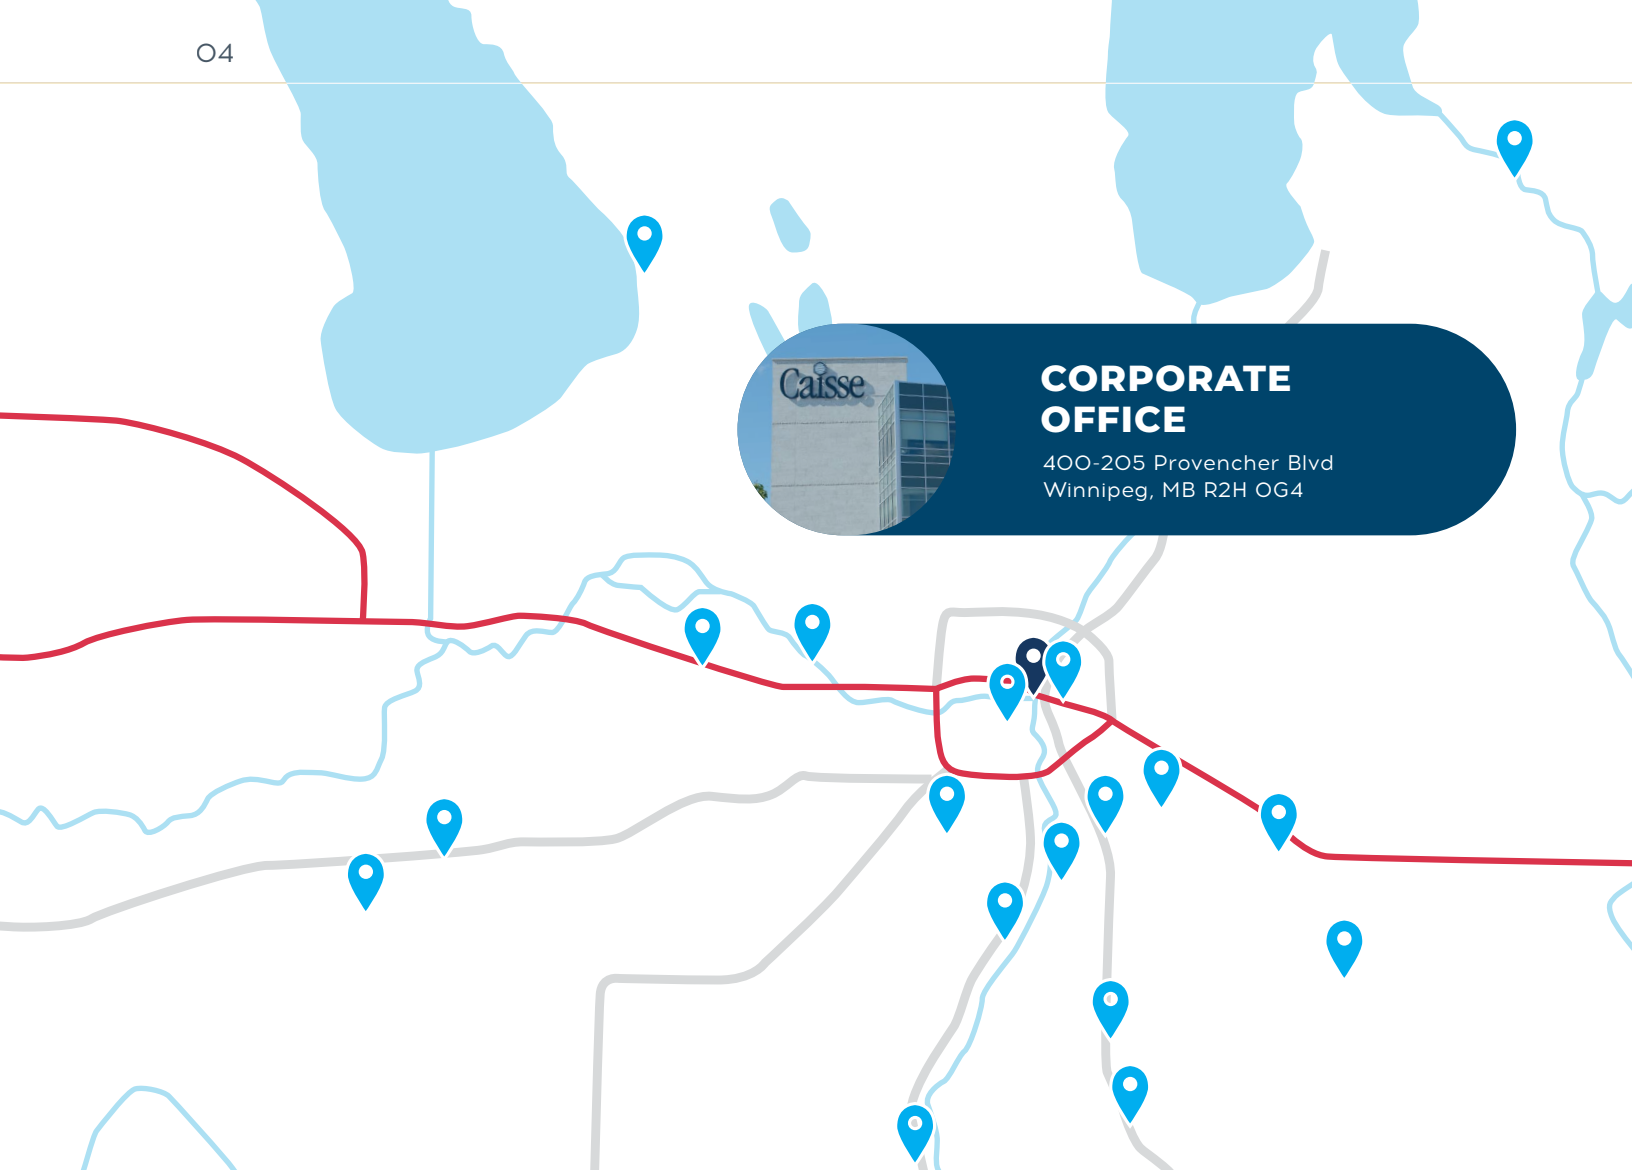 04
Caisse
CORPORATE
OFFICE
400-205 Provencher Blvd
Winnipeg, MB R2H 0G4